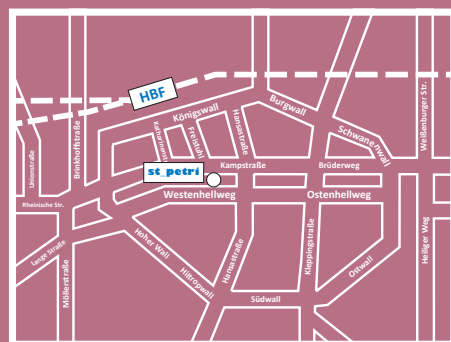 HBF
Königswall
Burgwall
Schwanenwall
Weißenburger Str.
Unionstraße
Brinkhoffstraße
Freistuhl
Hansastraße
st_petri
Kampstraße
Brüderweg
Westenhellweg
Ostenhellweg
Rheinische Str.
Lange Straße
Möllerstraße
Hoher Wall
Hiltropwall
Hansastraße
Kleppingstraße
Ostwall
Südwall
Heiliger Weg